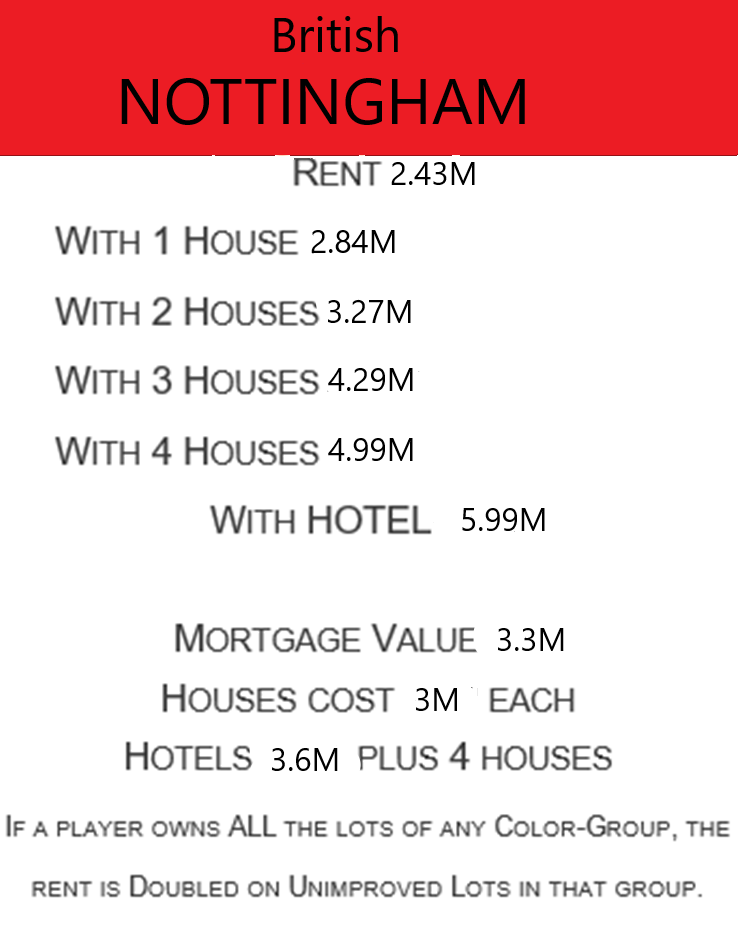 British
NOTTINGHAM
RENT 2.43M
WITH 1 HOUSE 2.84M
WITH 2 HOUSES 3.27M
WITH 3 HOUSES 4.29M
WITH 4 HOUSES 4.99M
WITH HOTEL 5.99M
MORTGAGE VALUE 3.3M
HOUSES COST 3M EACH
HOTELS 3.6M PLUS 4 HOUSES
IF A PLAYER OWNS ALL THE LOTS OF ANY COLOR-GROUP, THE
RENT IS DOUBLED ON UNIMPROVED LOTS IN THAT GROUP.